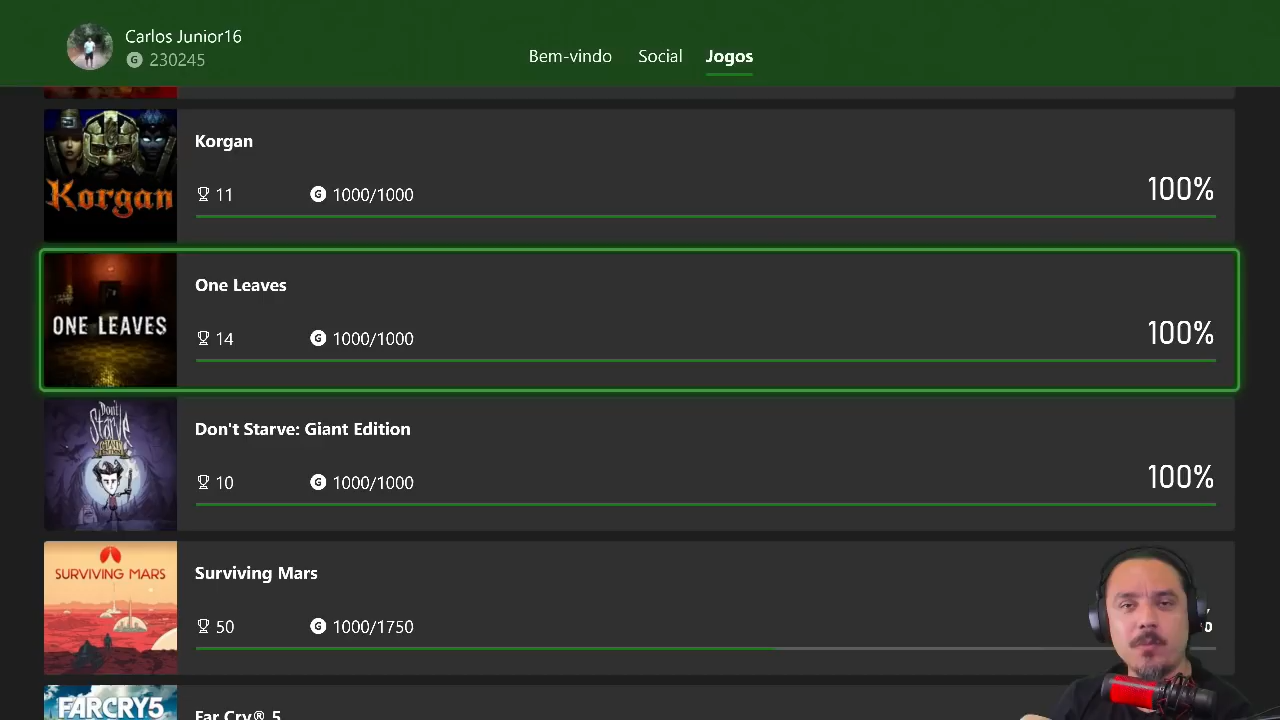 Carlos Junior16
G 230245
Bem-vindo Social Jogos
Korgan
Korgan
11 G 1000/1000 100%
ONE LEAVES
One Leaves
14 G 1000/1000 100%
Don't Starve
Don't Starve: Giant Edition
10 G 1000/1000 100%
SURVIVING MARS
Surviving Mars
50 G 1000/1750
FARCRY5
Far Cry® 5